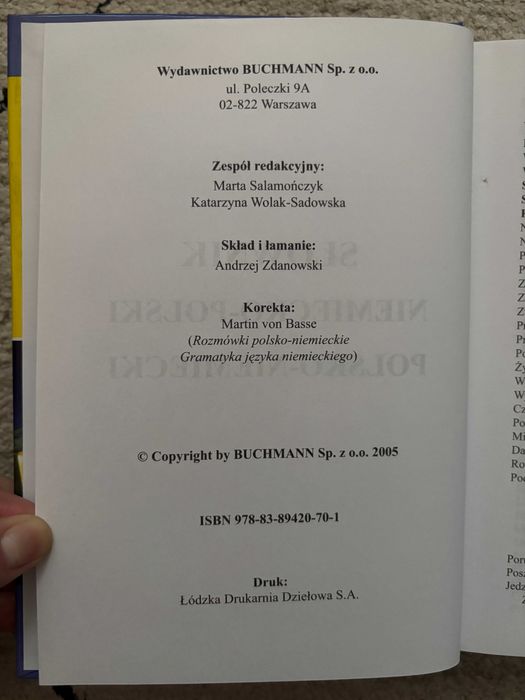 Wydawnictwo BUCHMANN Sp. z o.o.
ul. Poleczki 9A
02-822 Warszawa
Zespół redakcyjny:
Marta Salamończyk
Katarzyna Wolak-Sadowska
Skład i łamanie:
Andrzej Zdanowski
Korekta:
Martin von Basse
(Rozmówki polsko-niemieckie
Gramatyka języka niemieckiego)
© Copyright by BUCHMANN Sp. z o.o. 2005
ISBN 978-83-89420-70-1
Druk:
Łódzka Drukarnia Dziełowa S.A.